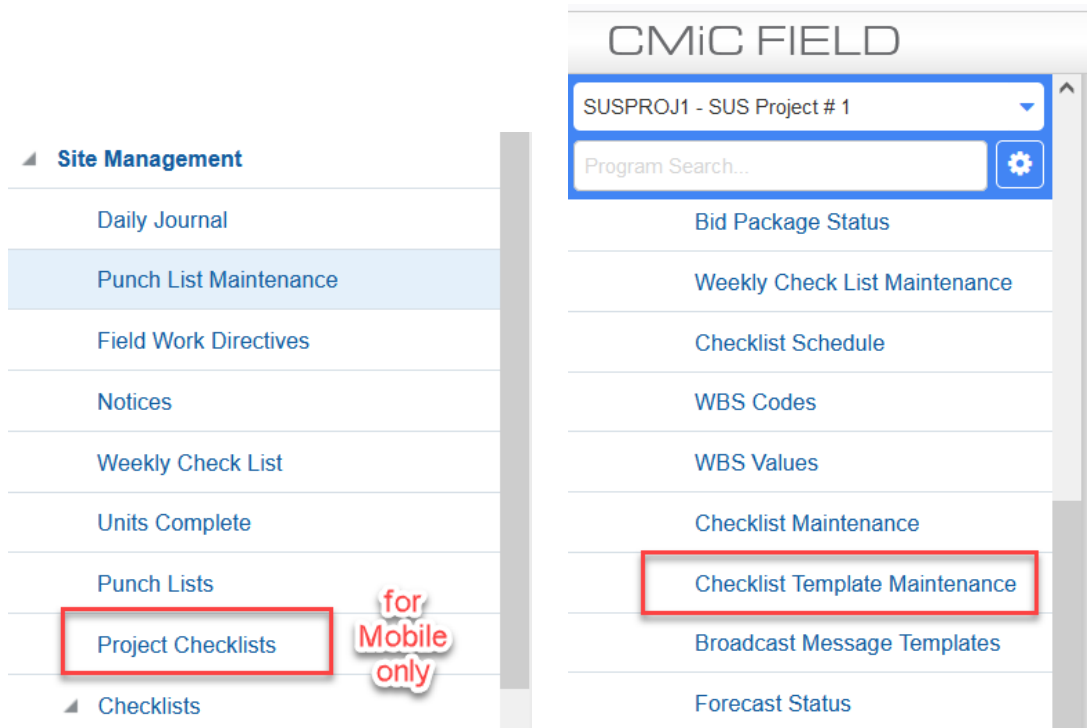 Site Management
Daily Journal
Punch List Maintenance
Field Work Directives
Notices
Weekly Check List
Units Complete
Punch Lists
Project Checklists
for
Mobile
only
Checklists
CMiC FIELD
SUSPROJ1 - SUS Project # 1
Program Search...
Bid Package Status
Weekly Check List Maintenance
Checklist Schedule
WBS Codes
WBS Values
Checklist Maintenance
Checklist Template Maintenance
Broadcast Message Templates
Forecast Status